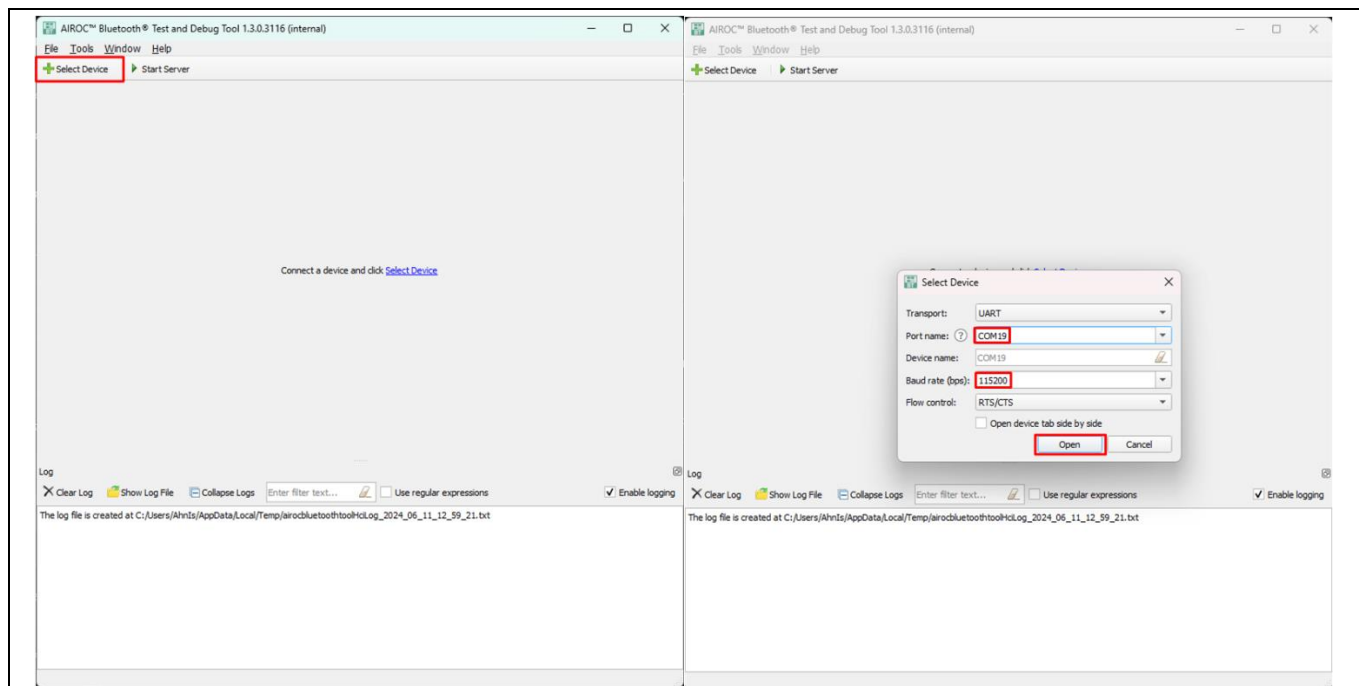 AIROC™ Bluetooth® Test and Debug Tool 1.3.0.3116 (internal)
File Tools Window Help
Select Device Start Server
Connect a device and click Select Device
Log
Clear Log Show Log File Collapse Logs Enter filter text... Use regular expressions Enable logging
The log file is created at C:/Users/AhnIs/AppData/Local/Temp/airocbluetoothtoolHciLog_2024_06_11_12_59_21.txt
AIROC™ Bluetooth® Test and Debug Tool 1.3.0.3116 (internal)
File Tools Window Help
Select Device Start Server
Select Device
Transport: UART
Port name: ? COM19
Device name: COM19
Baud rate (bps): 115200
Flow control: RTS/CTS
Open device tab side by side
Open Cancel
Log
Clear Log Show Log File Collapse Logs Enter filter text... Use regular expressions Enable logging
The log file is created at C:/Users/AhnIs/AppData/Local/Temp/airocbluetoothtoolHciLog_2024_06_11_12_59_21.txt